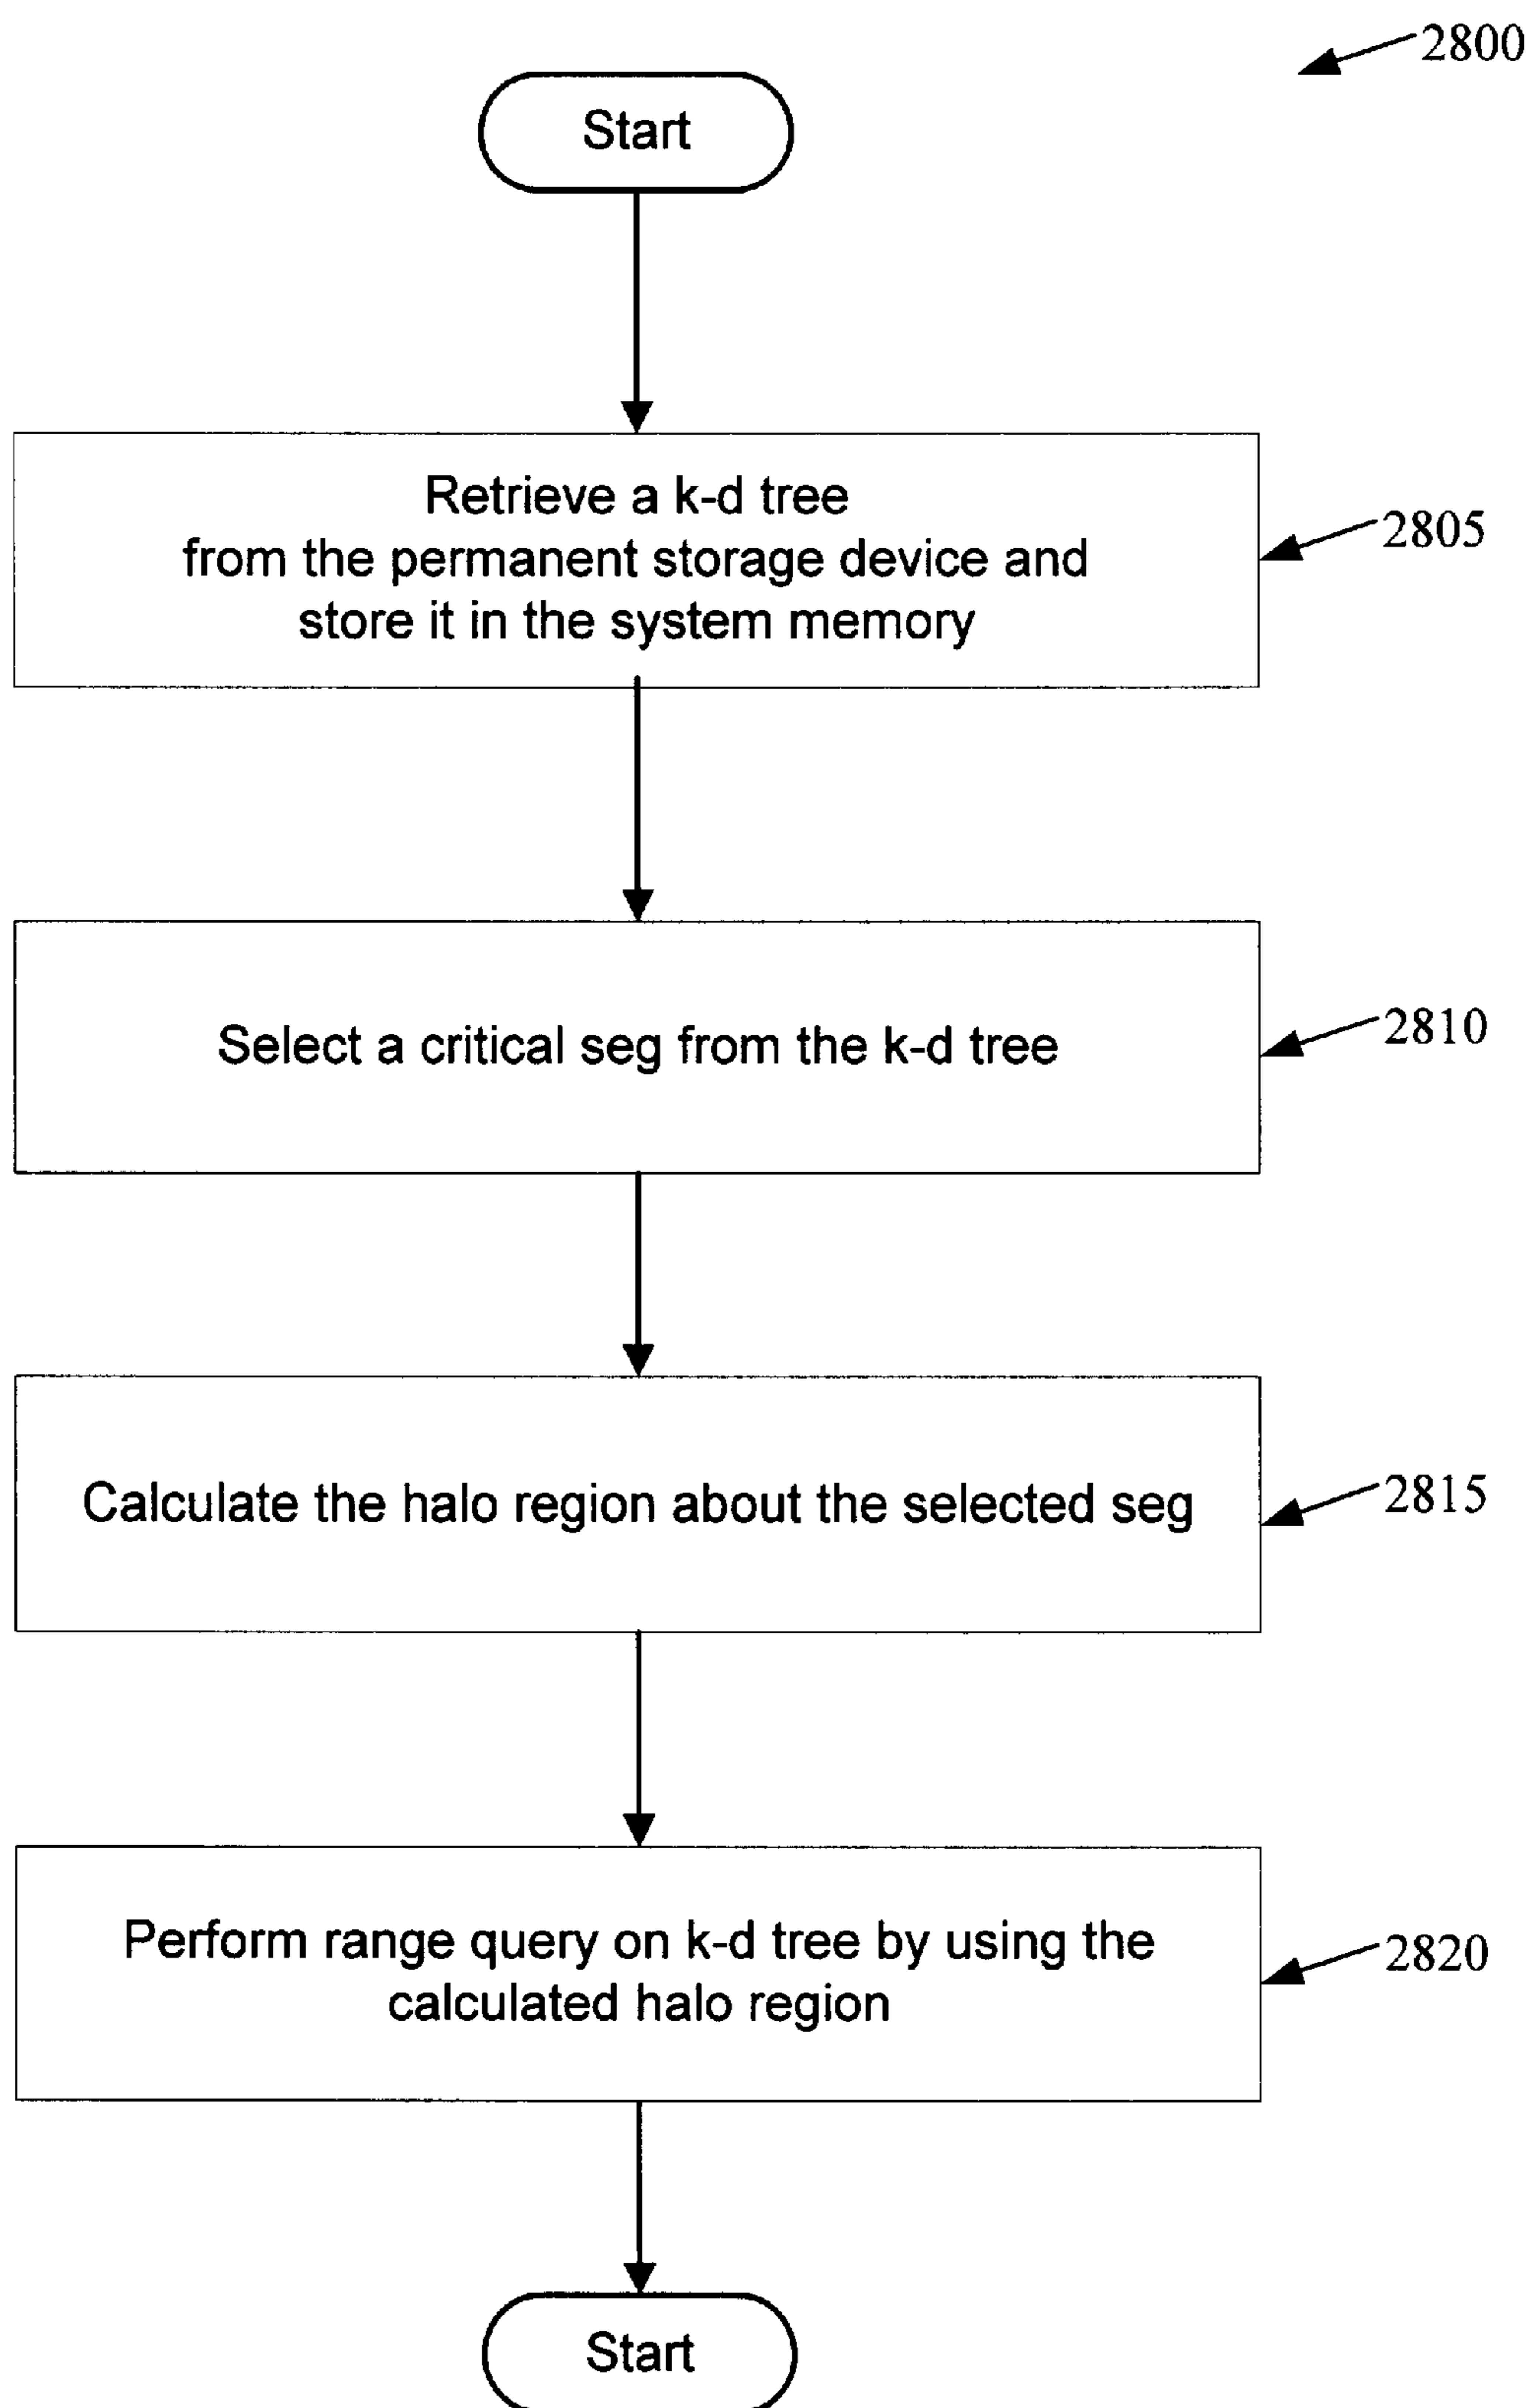 2800
Start
Retrieve a k-d tree
from the permanent storage device and
store it in the system memory
2805
Select a critical seg from the k-d tree
2810
Calculate the halo region about the selected seg
2815
Perform range query on k-d tree by using the
calculated halo region
2820
Start